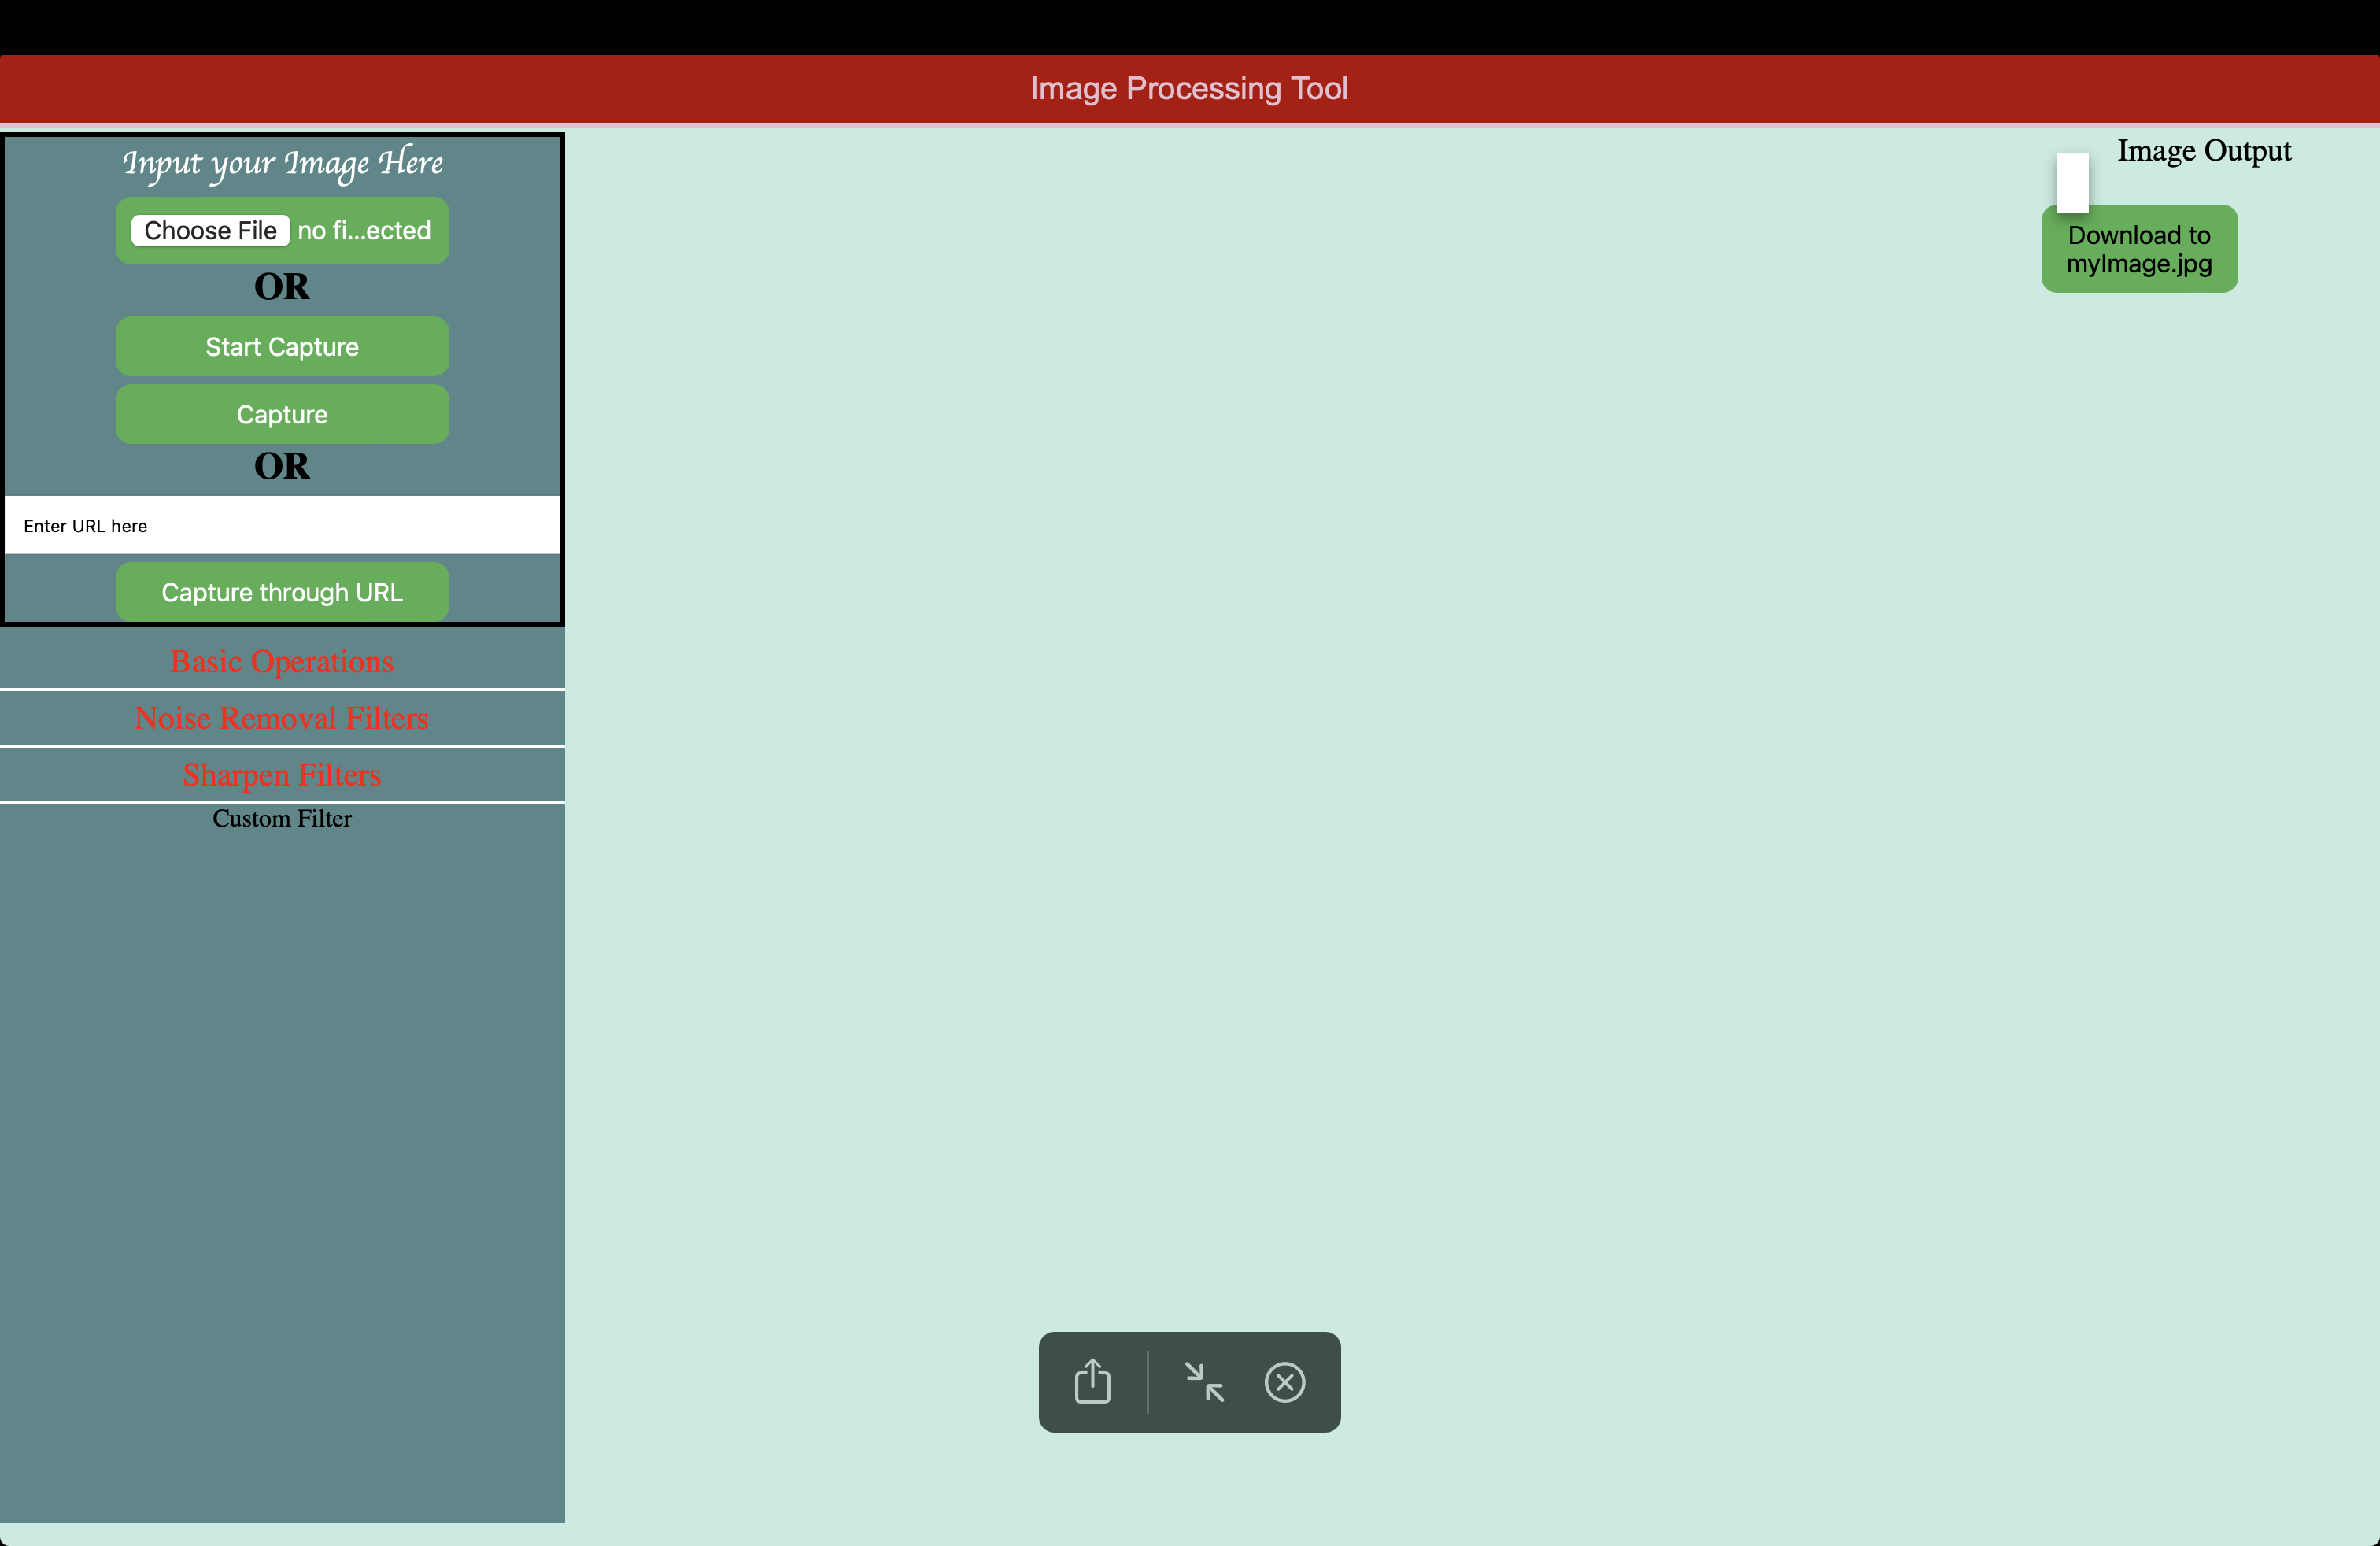 Image Processing Tool
Input your Image Here
Choose File no fi...ected
OR
Start Capture
Capture
OR
Enter URL here
Capture through URL
Basic Operations
Noise Removal Filters
Sharpen Filters
Custom Filter
Image Output
Download to
myImage.jpg